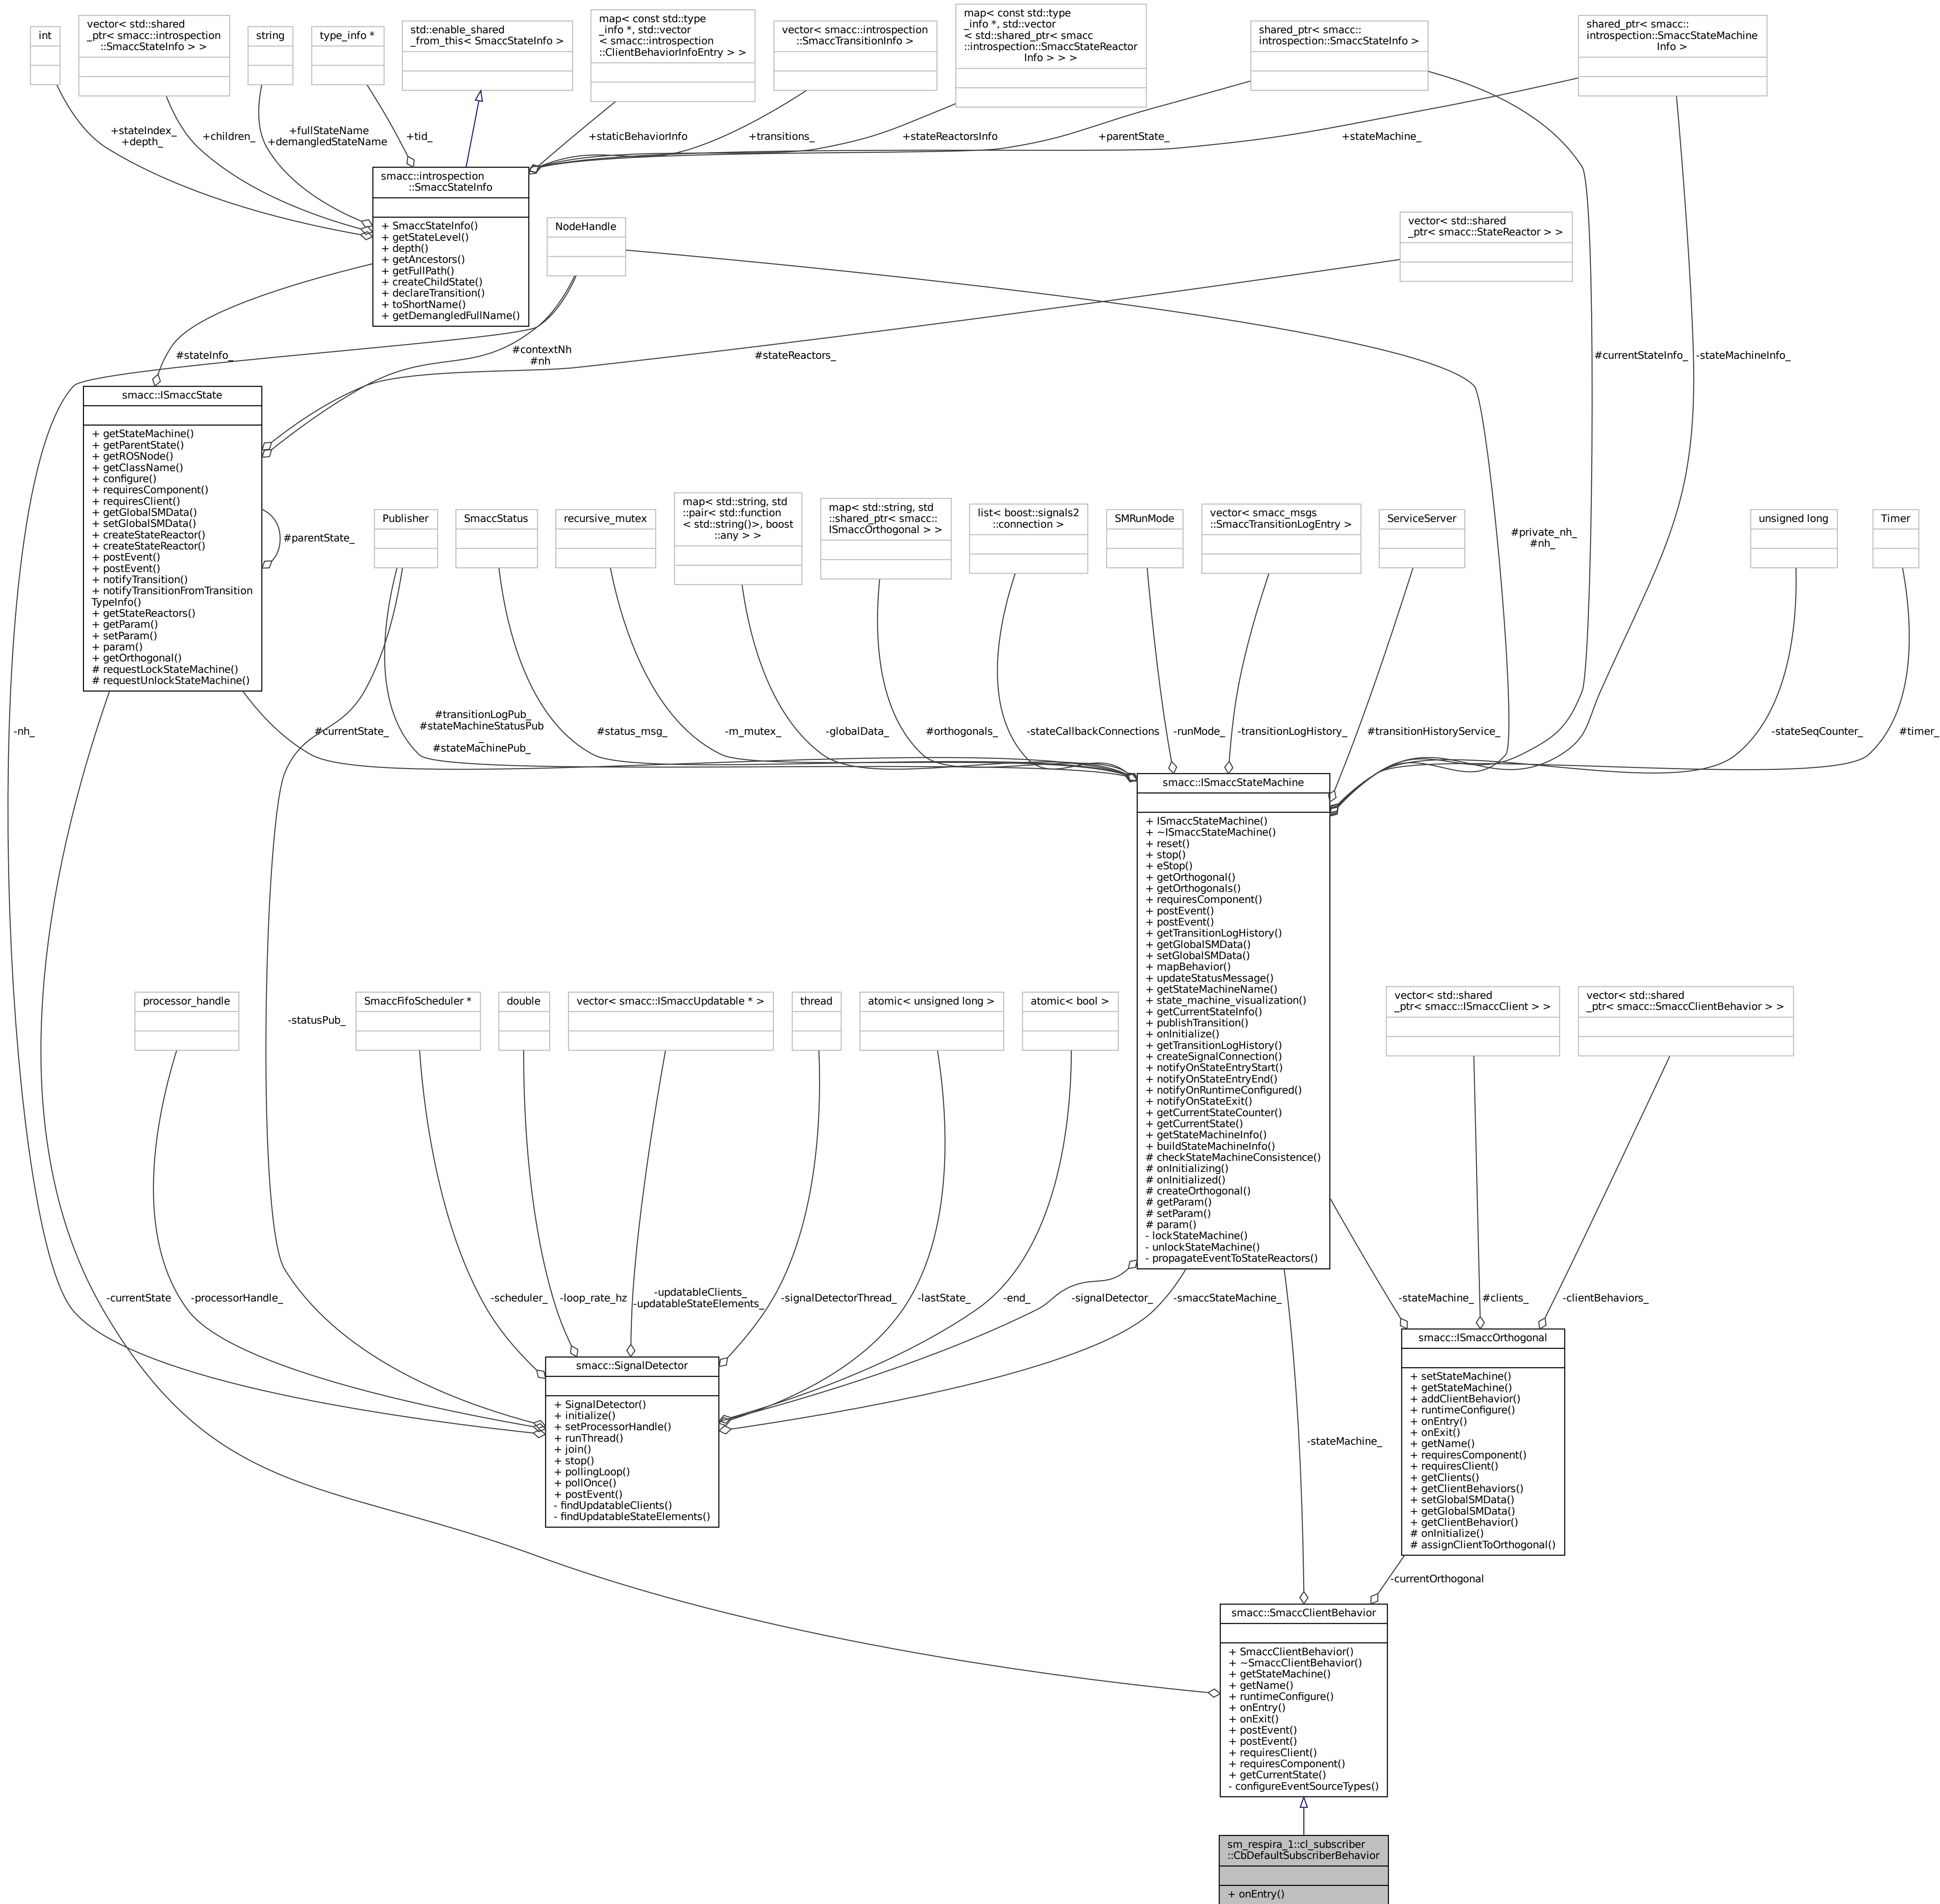 int
vector< std::shared
_ptr< smacc::introspection
::SmaccStateInfo > >
string
type_info *
std::enable_shared
_from_this< SmaccStateInfo >
map< const std::type
_info *, std::vector
< smacc::introspection
::ClientBehaviorInfoEntry > >
vector< smacc::introspection
::SmaccTransitionInfo >
map< const std::type
_info *, std::vector
< std::shared_ptr< smacc
::introspection::SmaccStateReactor
Info > > >
shared_ptr< smacc::
introspection::SmaccStateInfo >
shared_ptr< smacc::
introspection::SmaccStateMachine
Info >
+stateIndex_
+depth_
+children_
+fullStateName
+demangledStateName
+tid_
+staticBehaviorInfo
+transitions_
+stateReactorsInfo
+parentState_
+stateMachine_
smacc::introspection
::SmaccStateInfo
+ SmaccStateInfo()
+ getStateLevel()
+ depth()
+ getAncestors()
+ getFullPath()
+ createChildState()
+ declareTransition()
+ toShortName()
+ getDemangledFullName()
NodeHandle
vector< std::shared
_ptr< smacc::StateReactor > >
#stateInfo_
#contextNh
#nh
#stateReactors_
#currentStateInfo_
-stateMachineInfo_
smacc::ISmaccState
+ getStateMachine()
+ getParentState()
+ getROSNode()
+ getClassName()
+ configure()
+ requiresComponent()
+ requiresClient()
+ getGlobalSMData()
+ setGlobalSMData()
+ createStateReactor()
+ createStateReactor()
+ postEvent()
+ postEvent()
+ notifyTransition()
+ notifyTransitionFromTransition
TypeInfo()
+ getStateReactors()
+ getParam()
+ setParam()
+ param()
+ getOrthogonal()
# requestLockStateMachine()
# requestUnlockStateMachine()
#parentState_
Publisher
SmaccStatus
recursive_mutex
map< std::string, std
::pair< std::function
< std::string()>, boost
::any > >
map< std::string, std
::shared_ptr< smacc::
ISmaccOrthogonal > >
list< boost::signals2
::connection >
SMRunMode
vector< smacc_msgs
::SmaccTransitionLogEntry >
ServiceServer
#private_nh_
#nh_
unsigned long
Timer
-nh_
#currentState_
#transitionLogPub_
#stateMachineStatusPub
_
#stateMachinePub_
#status_msg_
-m_mutex_
-globalData_
#orthogonals_
-stateCallbackConnections
-runMode_
-transitionLogHistory_
#transitionHistoryService_
-stateSeqCounter_
#timer_
smacc::ISmaccStateMachine
+ ISmaccStateMachine()
+ ~ISmaccStateMachine()
+ reset()
+ stop()
+ eStop()
+ getOrthogonal()
+ getOrthogonals()
+ requiresComponent()
+ postEvent()
+ postEvent()
+ getTransitionLogHistory()
+ getGlobalSMData()
+ setGlobalSMData()
+ mapBehavior()
+ updateStatusMessage()
+ getStateMachineName()
+ state_machine_visualization()
+ getCurrentStateInfo()
+ publishTransition()
+ onInitialize()
+ getTransitionLogHistory()
+ createSignalConnection()
+ notifyOnStateEntryStart()
+ notifyOnStateEntryEnd()
+ notifyOnRuntimeConfigured()
+ notifyOnStateExit()
+ getCurrentStateCounter()
+ getCurrentState()
+ getStateMachineInfo()
+ buildStateMachineInfo()
# checkStateMachineConsistence()
# onInitializing()
# onInitialized()
# createOrthogonal()
# getParam()
# setParam()
# param()
- lockStateMachine()
- unlockStateMachine()
- propagateEventToStateReactors()
processor_handle
-statusPub_
SmaccFifoScheduler *
double
vector< smacc::ISmaccUpdatable * >
thread
atomic< unsigned long >
atomic< bool >
vector< std::shared
_ptr< smacc::ISmaccClient > >
vector< std::shared
_ptr< smacc::SmaccClientBehavior > >
-currentState
-processorHandle_
-scheduler_
-loop_rate_hz
-updatableClients_
-updatableStateElements_
-signalDetectorThread_
-lastState_
-end_
-signalDetector_
-smaccStateMachine_
-stateMachine_
#clients_
-clientBehaviors_
smacc::SignalDetector
+ SignalDetector()
+ initialize()
+ setProcessorHandle()
+ runThread()
+ join()
+ stop()
+ pollingLoop()
+ pollOnce()
+ postEvent()
- findUpdatableClients()
- findUpdatableStateElements()
-stateMachine_
smacc::ISmaccOrthogonal
+ setStateMachine()
+ getStateMachine()
+ addClientBehavior()
+ runtimeConfigure()
+ onEntry()
+ onExit()
+ getName()
+ requiresComponent()
+ requiresClient()
+ getClients()
+ getClientBehaviors()
+ setGlobalSMData()
+ getGlobalSMData()
+ getClientBehavior()
# onInitialize()
# assignClientToOrthogonal()
-currentOrthogonal
smacc::SmaccClientBehavior
+ SmaccClientBehavior()
+ ~SmaccClientBehavior()
+ getStateMachine()
+ getName()
+ runtimeConfigure()
+ onEntry()
+ onExit()
+ postEvent()
+ postEvent()
+ requiresClient()
+ requiresComponent()
+ getCurrentState()
- configureEventSourceTypes()
sm_respira_1::cl_subscriber
::CbDefaultSubscriberBehavior
+ onEntry()